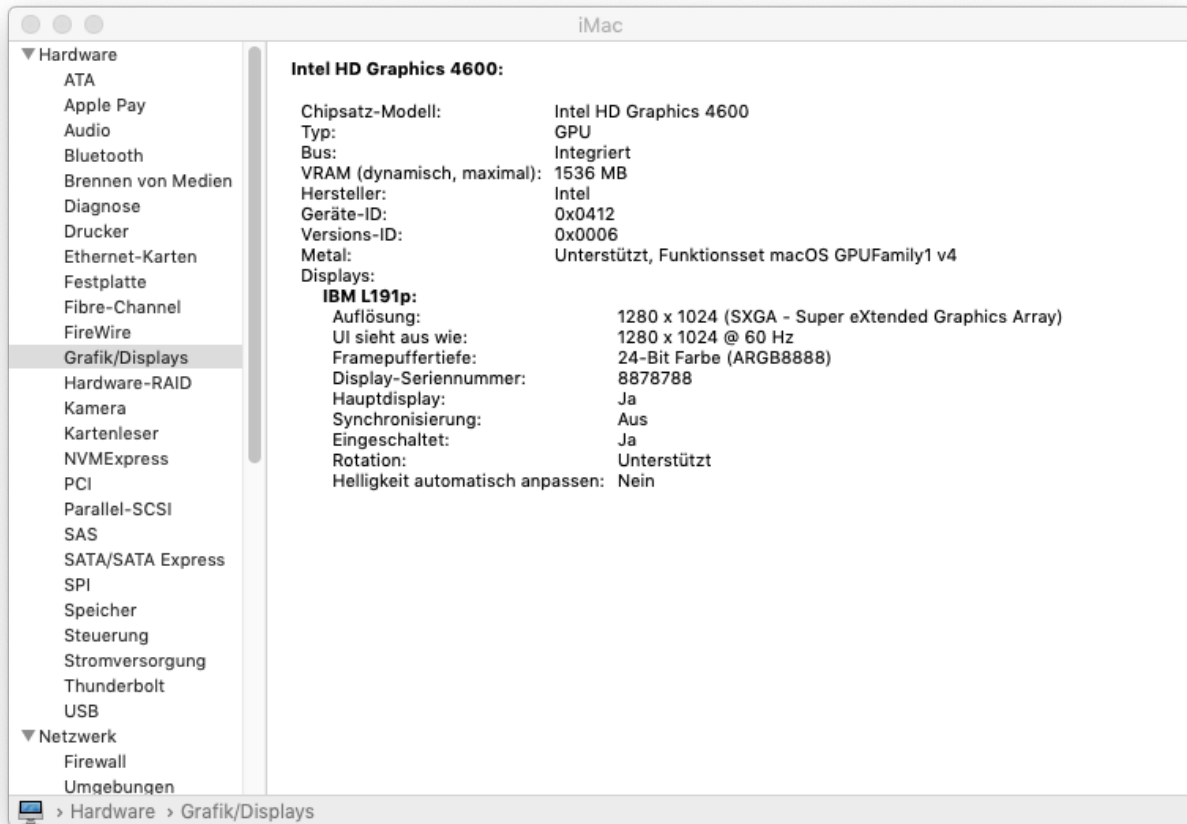 iMac
Hardware
ATA
Apple Pay
Audio
Bluetooth
Brennen von Medien
Diagnose
Drucker
Ethernet-Karten
Festplatte
Fibre-Channel
FireWire
Grafik/Displays
Hardware-RAID
Kamera
Kartenleser
NVMExpress
PCI
Parallel-SCSI
SAS
SATA/SATA Express
SPI
Speicher
Steuerung
Stromversorgung
Thunderbolt
USB
Netzwerk
Firewall
Umgebungen
Intel HD Graphics 4600:
Chipsatz-Modell: Intel HD Graphics 4600
Typ: GPU
Bus: Integriert
VRAM (dynamisch, maximal): 1536 MB
Hersteller: Intel
Geräte-ID: 0x0412
Versions-ID: 0x0006
Metal: Unterstützt, Funktionsset macOS GPUFamily1 v4
Displays:
IBM L191p:
Auflösung: 1280 x 1024 (SXGA - Super eXtended Graphics Array)
UI sieht aus wie: 1280 x 1024 @ 60 Hz
Framepuffertiefe: 24-Bit Farbe (ARGB8888)
Display-Seriennummer: 8878788
Hauptdisplay: Ja
Synchronisierung: Aus
Eingeschaltet: Ja
Rotation: Unterstützt
Helligkeit automatisch anpassen: Nein
› Hardware › Grafik/Displays